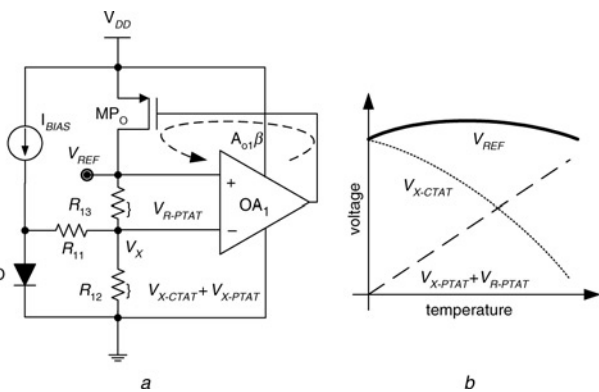 V_DD
MP_O
I_BIAS
A_o1β
V_REF
+
OA_1
−
R_13
V_R-PTAT
R_11
V_X
D
R_12
V_X-CTAT + V_X-PTAT
a
voltage
V_REF
V_X-CTAT
V_X-PTAT + V_R-PTAT
temperature
b